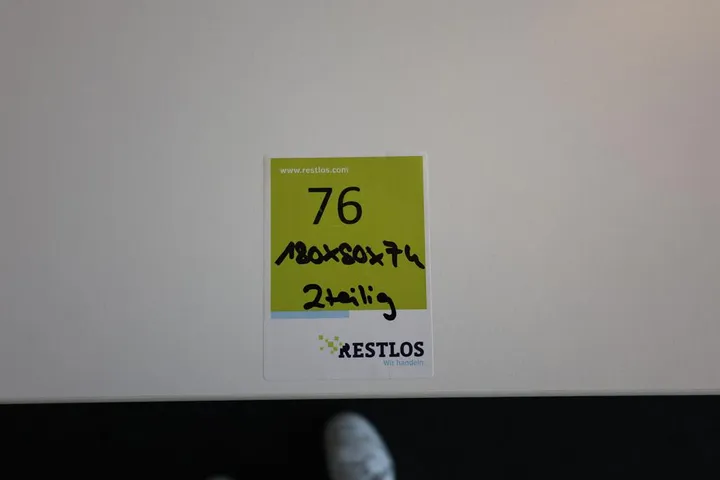 www.restlos.com
76
180x80x74
2teilig
RESTLOS
Wir handeln